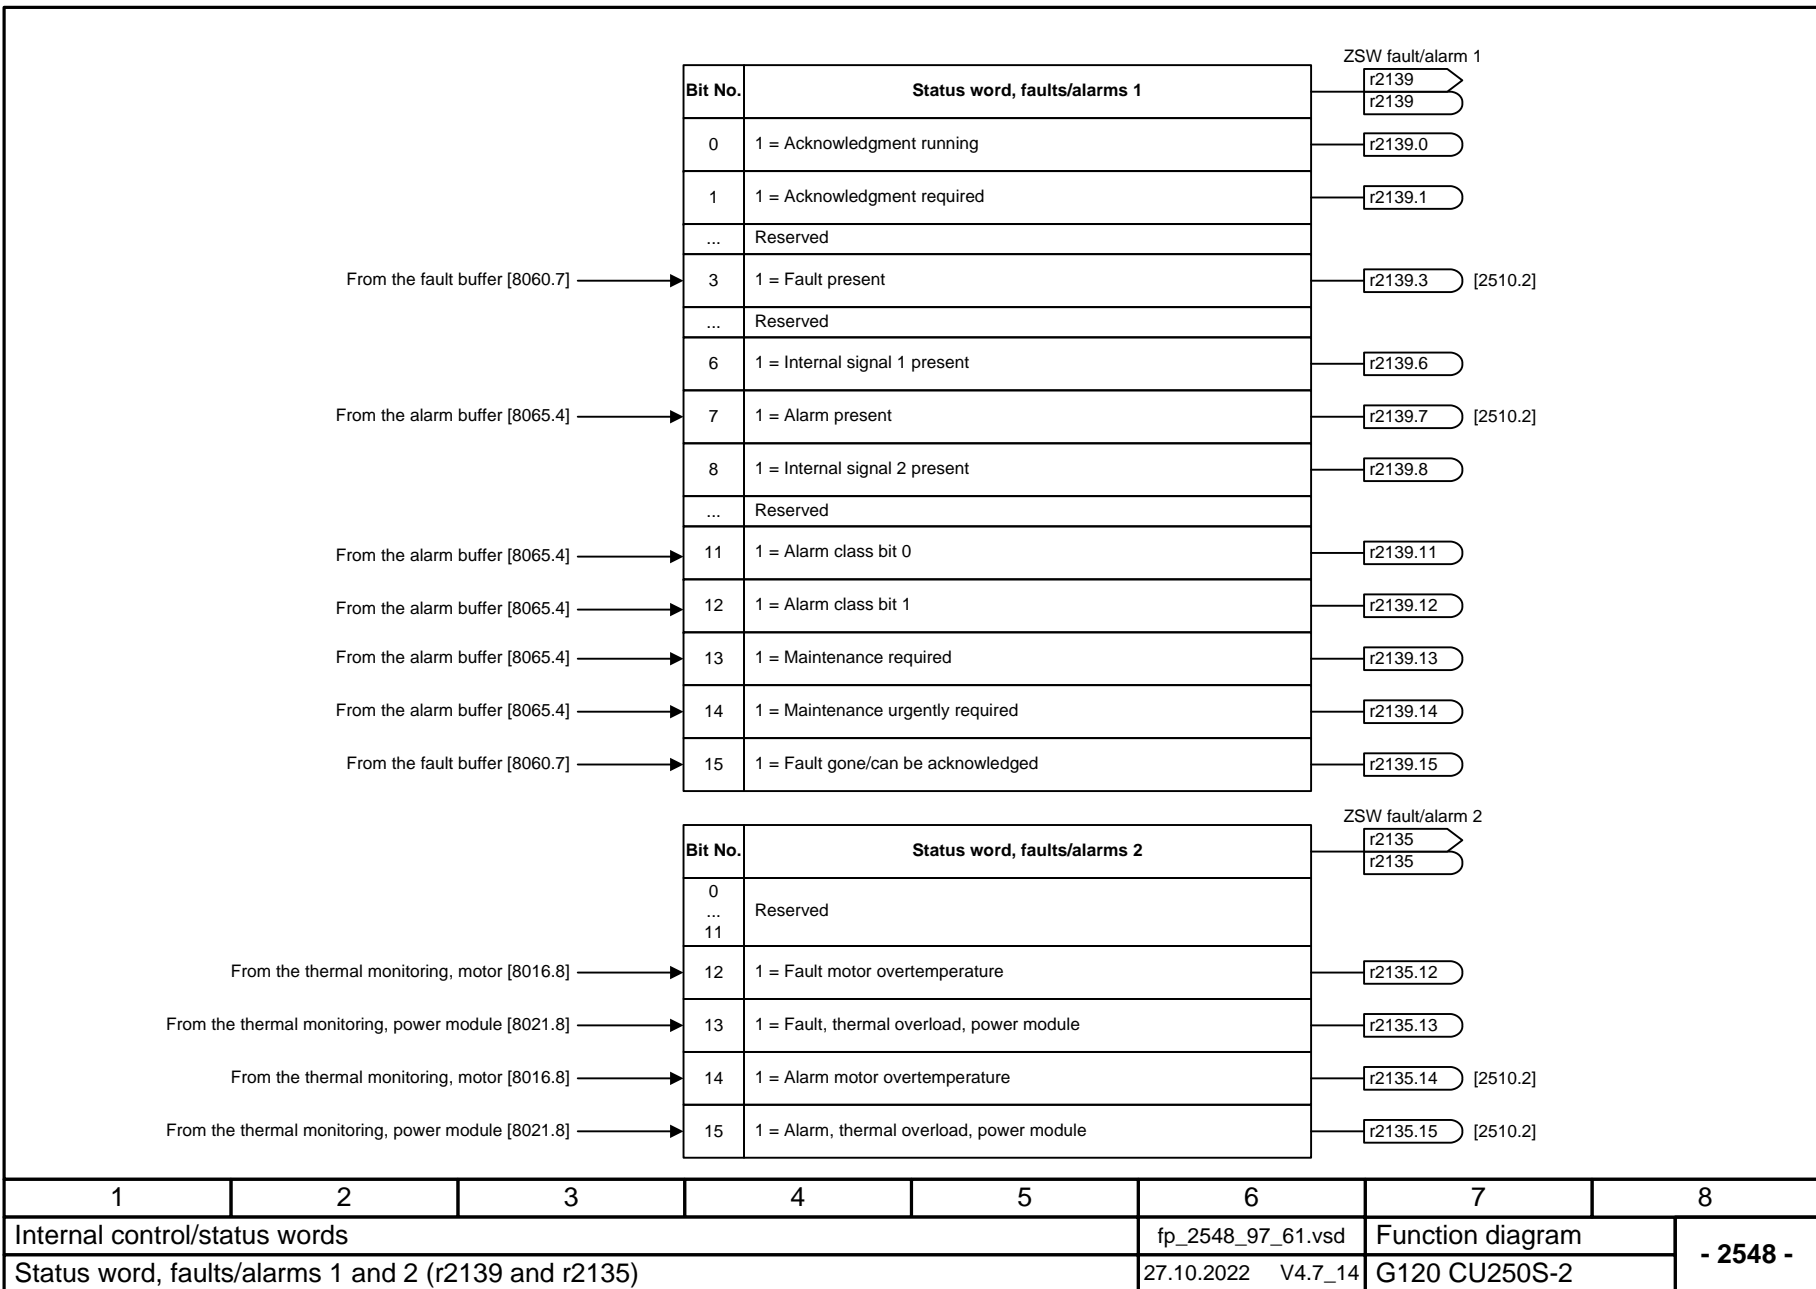 ZSW fault/alarm 1
Bit No. Status word, faults/alarms 1 r2139
r2139
0 1 = Acknowledgment running r2139.0
1 1 = Acknowledgment required r2139.1
... Reserved
From the fault buffer [8060.7] 3 1 = Fault present r2139.3 [2510.2]
... Reserved
6 1 = Internal signal 1 present r2139.6
From the alarm buffer [8065.4] 7 1 = Alarm present r2139.7 [2510.2]
8 1 = Internal signal 2 present r2139.8
... Reserved
From the alarm buffer [8065.4] 11 1 = Alarm class bit 0 r2139.11
From the alarm buffer [8065.4] 12 1 = Alarm class bit 1 r2139.12
From the alarm buffer [8065.4] 13 1 = Maintenance required r2139.13
From the alarm buffer [8065.4] 14 1 = Maintenance urgently required r2139.14
From the fault buffer [8060.7] 15 1 = Fault gone/can be acknowledged r2139.15
ZSW fault/alarm 2
Bit No. Status word, faults/alarms 2 r2135
r2135
0
... Reserved
11
From the thermal monitoring, motor [8016.8] 12 1 = Fault motor overtemperature r2135.12
From the thermal monitoring, power module [8021.8] 13 1 = Fault, thermal overload, power module r2135.13
From the thermal monitoring, motor [8016.8] 14 1 = Alarm motor overtemperature r2135.14 [2510.2]
From the thermal monitoring, power module [8021.8] 15 1 = Alarm, thermal overload, power module r2135.15 [2510.2]
1 2 3 4 5 6 7 8
Internal control/status words fp_2548_97_61.vsd Function diagram - 2548 -
Status word, faults/alarms 1 and 2 (r2139 and r2135) 27.10.2022 V4.7_14 G120 CU250S-2